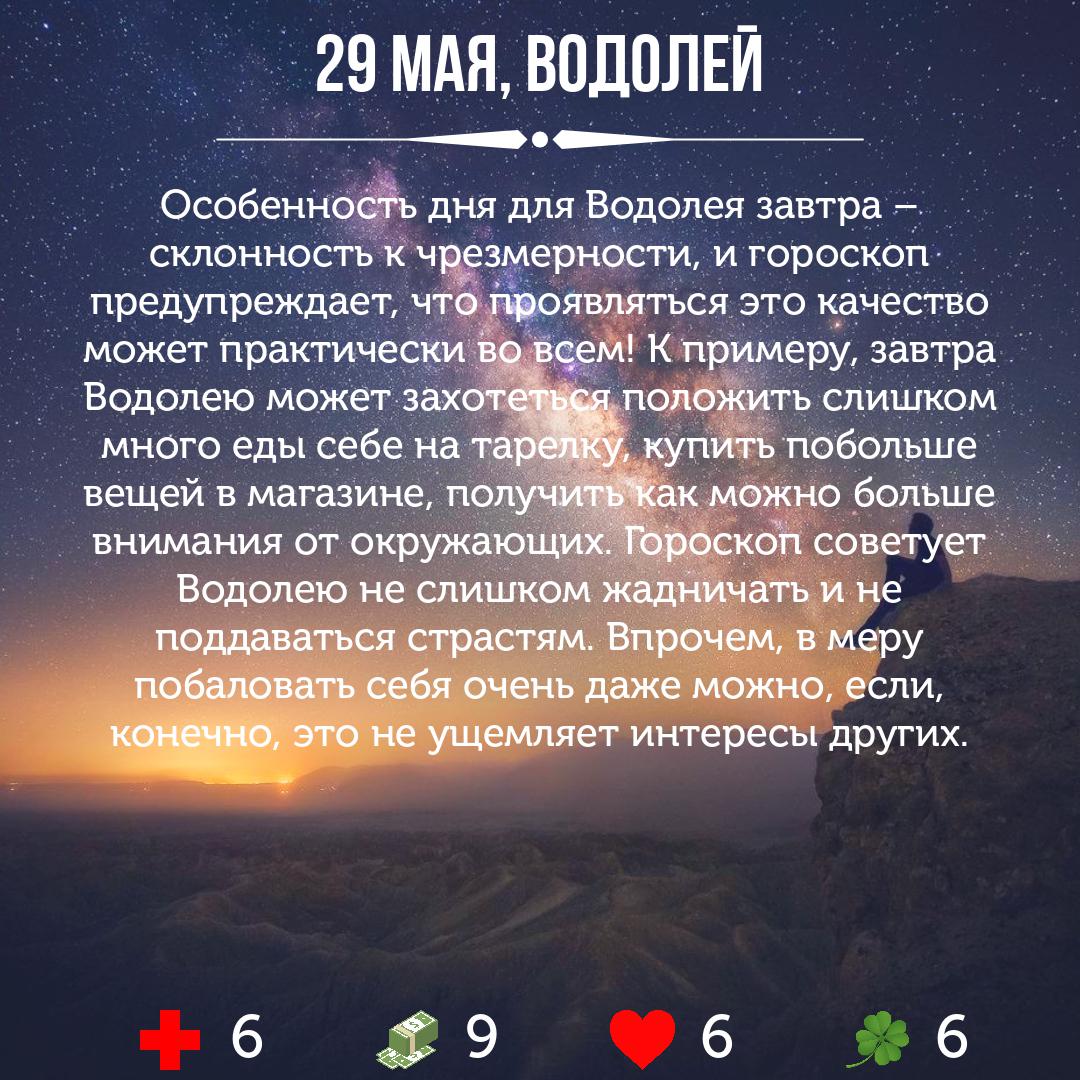 29 МАЯ, ВОДОЛЕЙ
Особенность дня для Водолея завтра –
склонность к чрезмерности, и гороскоп
предупреждает, что проявляться это качество
может практически во всем! К примеру, завтра
Водолею может захотеться положить слишком
много еды себе на тарелку, купить побольше
вещей в магазине, получить как можно больше
внимания от окружающих. Гороскоп советует
Водолею не слишком жадничать и не
поддаваться страстям. Впрочем, в меру
побаловать себя очень даже можно, если,
конечно, это не ущемляет интересы других.
6 9 6 6